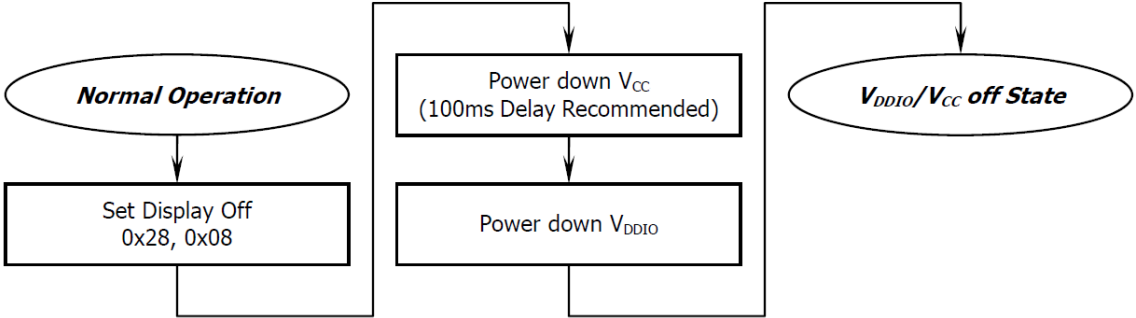 Normal Operation
Set Display Off
0x28, 0x08
Power down VCC
(100ms Delay Recommended)
Power down VDDIO
VDDIO/VCC off State